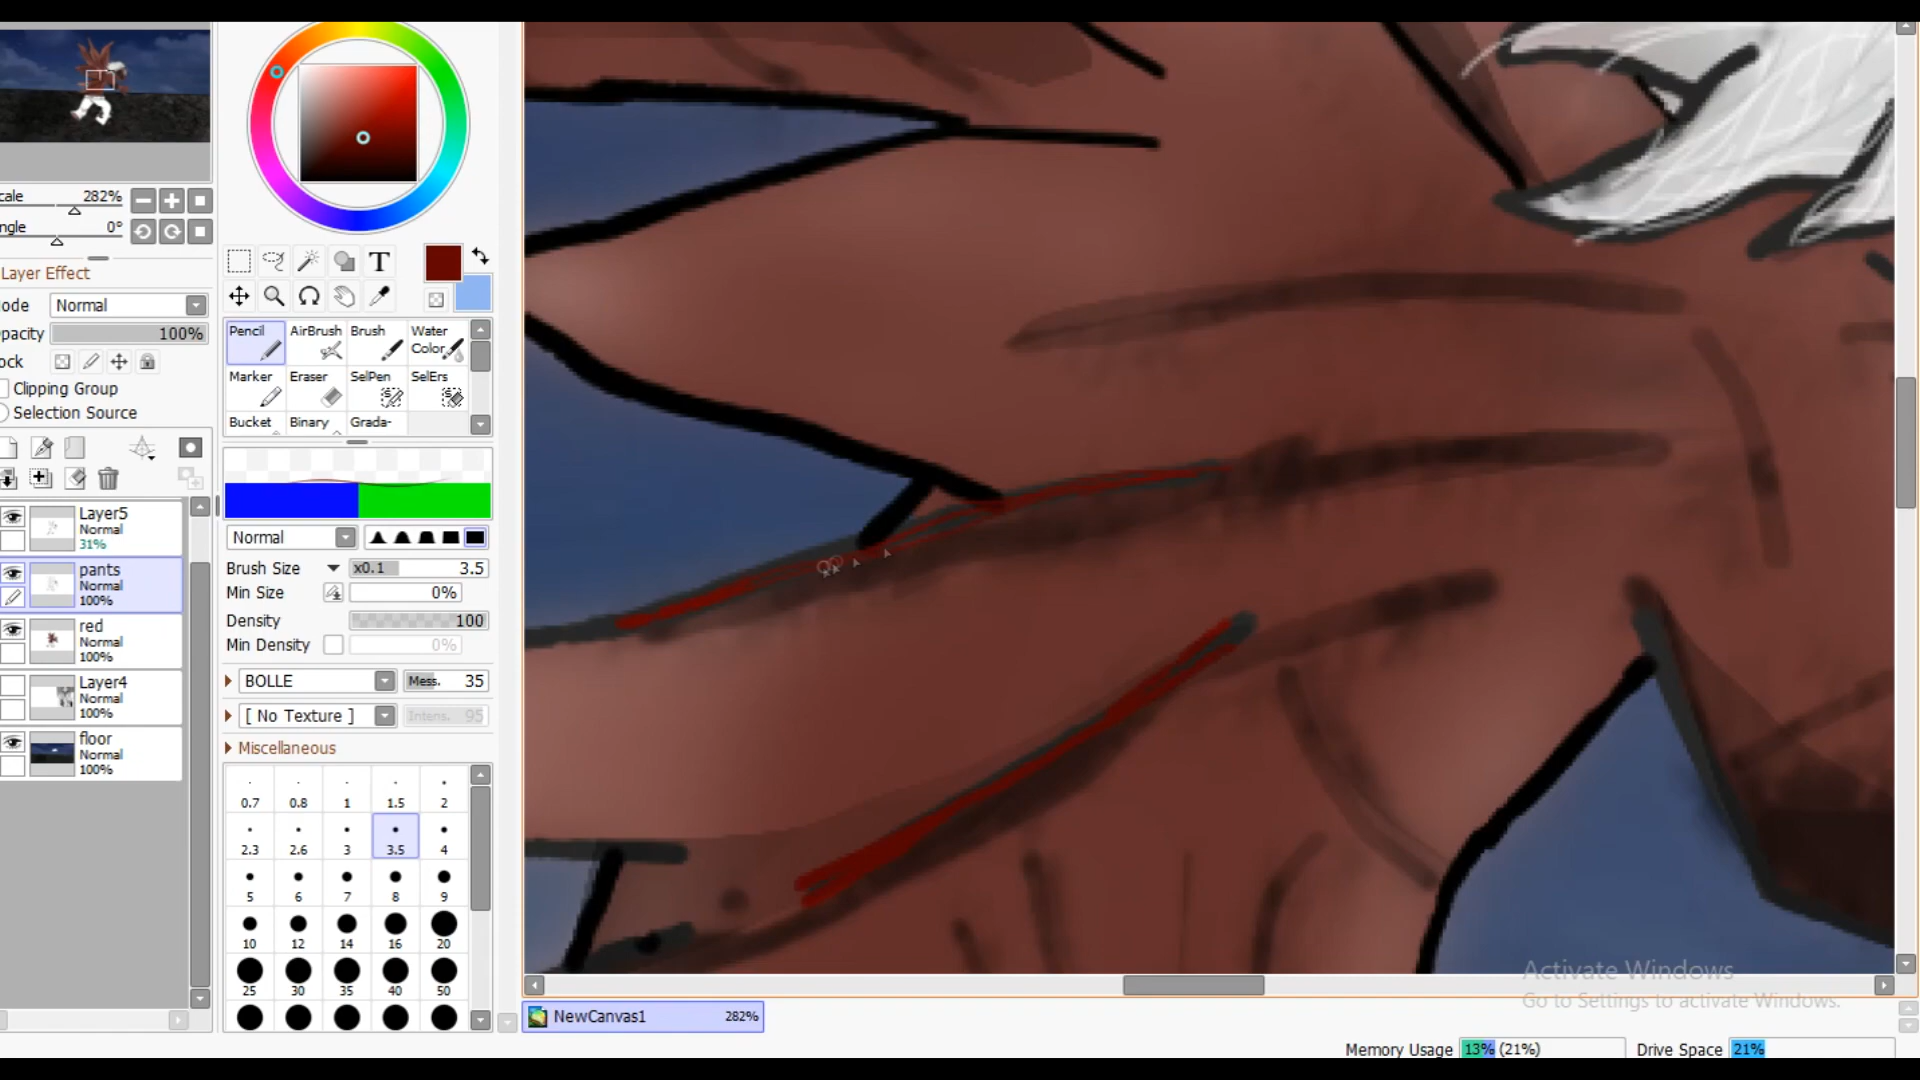 cale 282%
ngle 0°
Layer Effect
ode Normal
pacity 100%
ock
Clipping Group
Selection Source
Layer5
Normal
31%
pants
Normal
100%
red
Normal
100%
Layer4
Normal
100%
floor
Normal
100%
T
Pencil AirBrush Brush Water Color
Marker Eraser SelPen SelErs
Bucket Binary Grada-
Normal
Brush Size x0.1 3.5
Min Size 0%
Density 100
Min Density 0%
BOLLE Mess. 35
[ No Texture ] Intens. 95
Miscellaneous
0.7 0.8 1 1.5 2
2.3 2.6 3 3.5 4
5 6 7 8 9
10 12 14 16 20
25 30 35 40 50
NewCanvas1 282%
Activate Windows
Go to Settings to activate Windows.
Memory Usage 13% (21%) Drive Space 21%